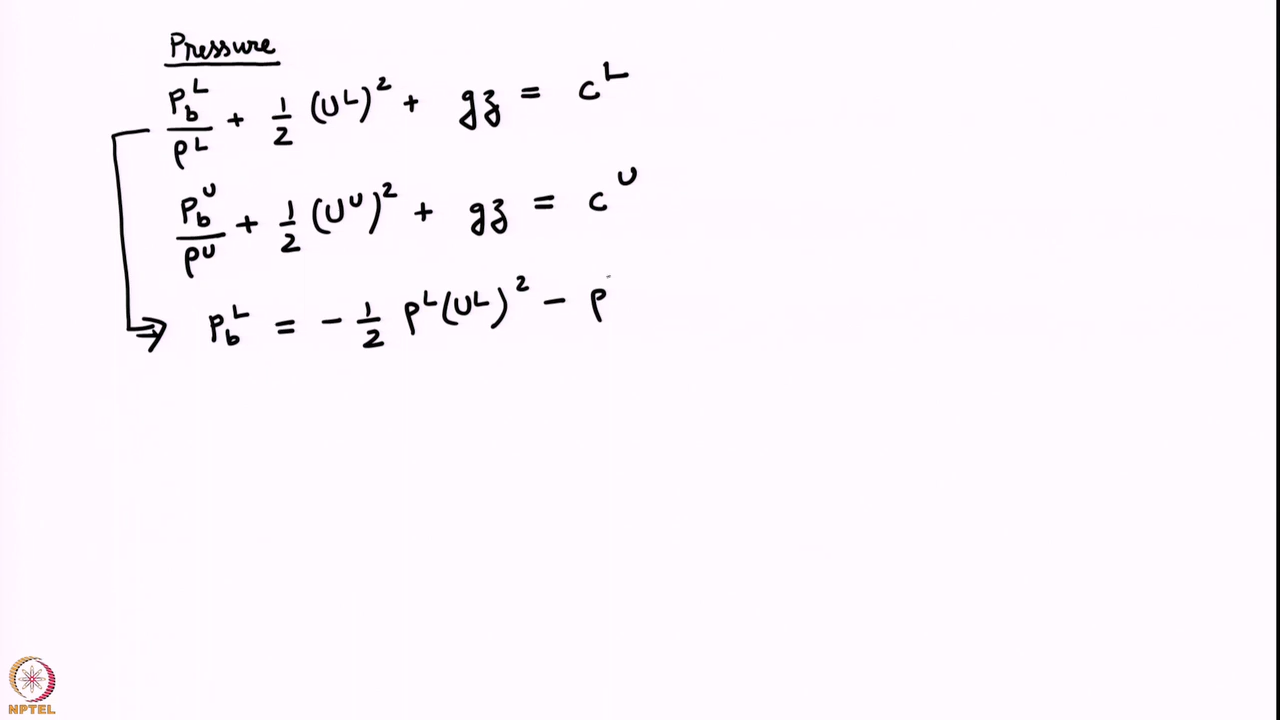 Pressure
P_b^L / ρ^L + 1/2 (U^L)^2 + gz = c^L
P_b^U / ρ^U + 1/2 (U^U)^2 + gz = c^U
⇒ P_b^L = - 1/2 ρ^L (U^L)^2 - ρ
NPTEL